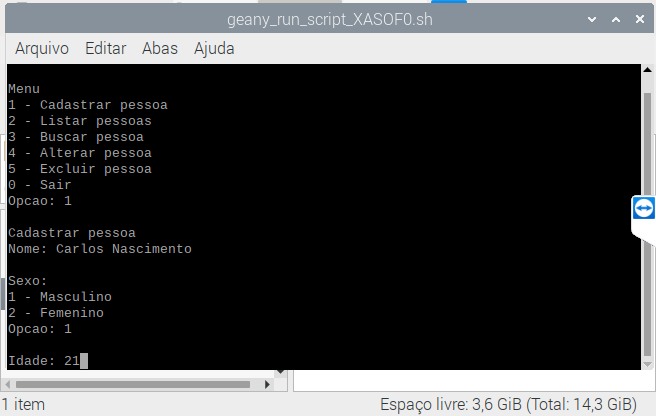 geany_run_script_XASOF0.sh
Arquivo Editar Abas Ajuda
Menu
1 - Cadastrar pessoa
2 - Listar pessoas
3 - Buscar pessoa
4 - Alterar pessoa
5 - Excluir pessoa
0 - Sair
Opcao: 1
Cadastrar pessoa
Nome: Carlos Nascimento
Sexo:
1 - Masculino
2 - Femenino
Opcao: 1
Idade: 21
1 item Espaço livre: 3,6 GiB (Total: 14,3 GiB)